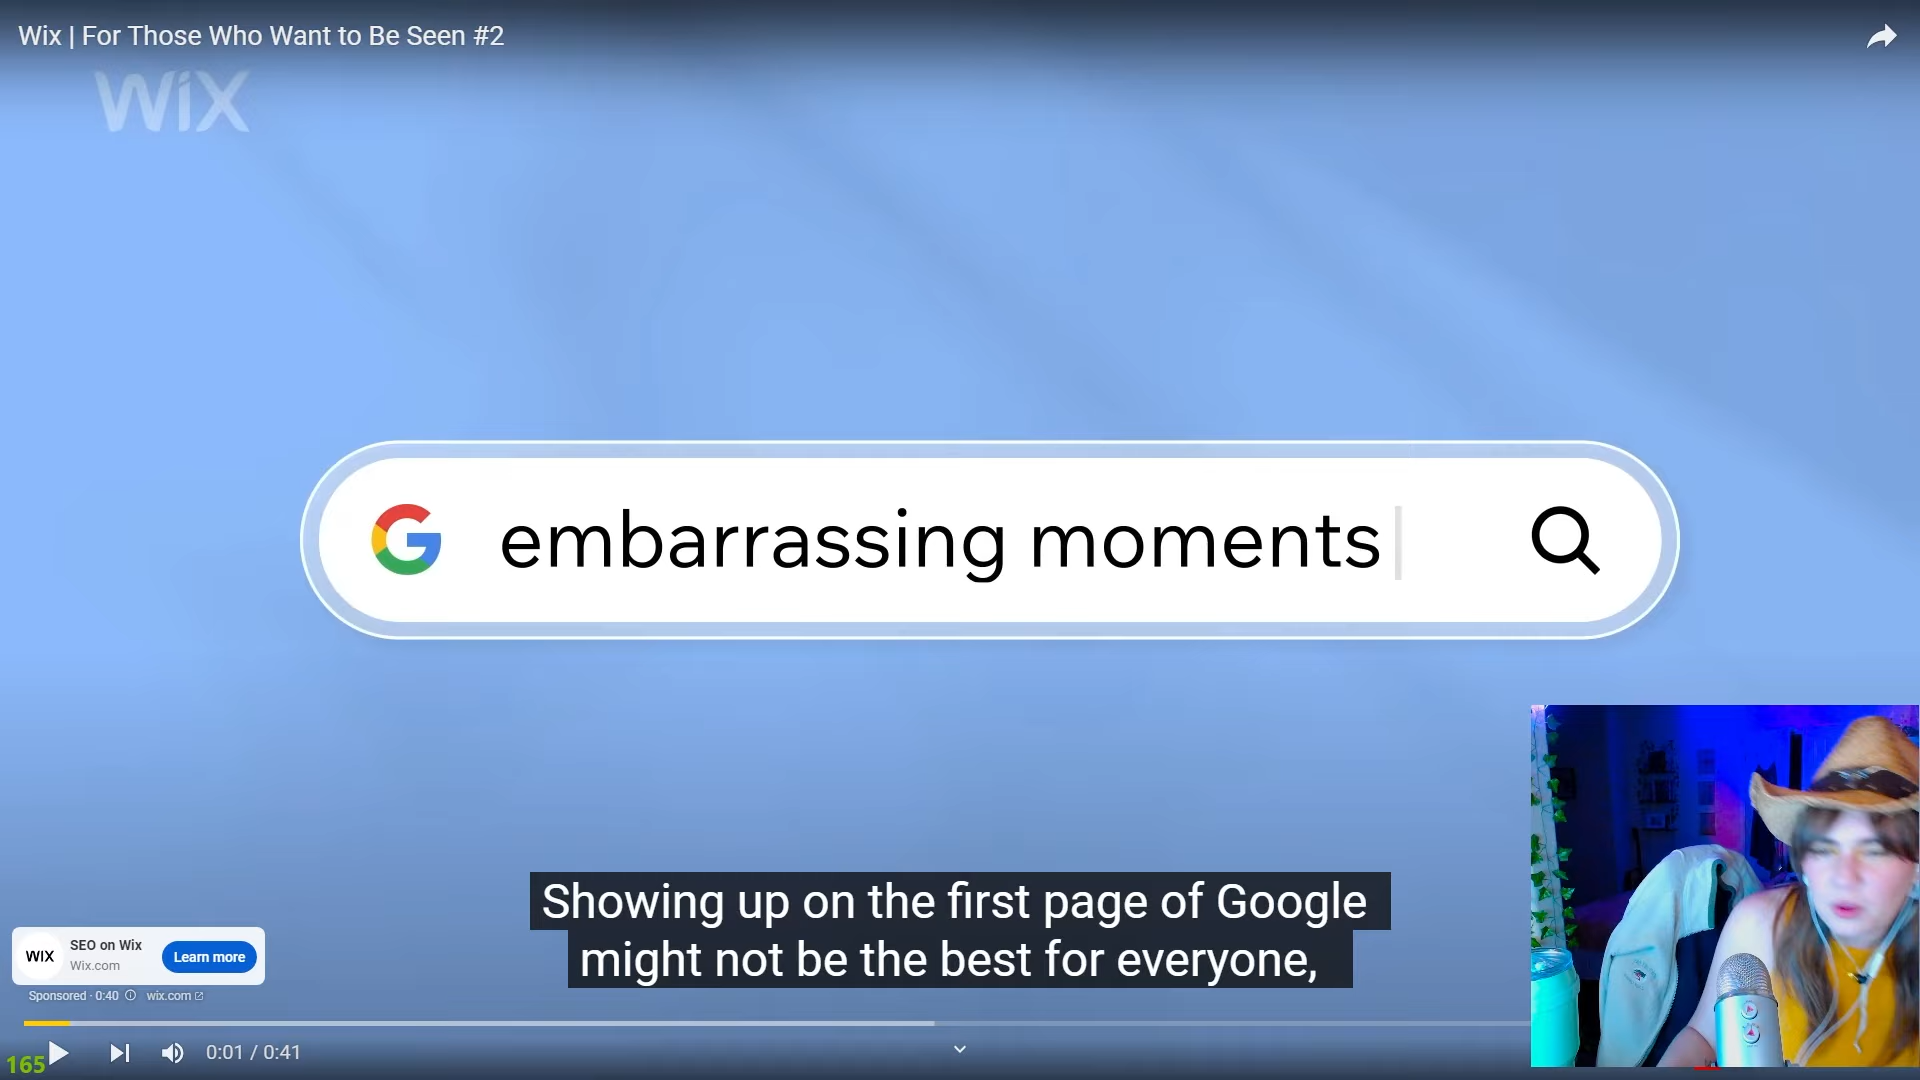 Wix | For Those Who Want to Be Seen #2
WiX
embarrassing moments
Showing up on the first page of Google
might not be the best for everyone,
WIX
SEO on Wix
Wix.com
Learn more
Sponsored · 0:40
wix.com
0:01 / 0:41
165